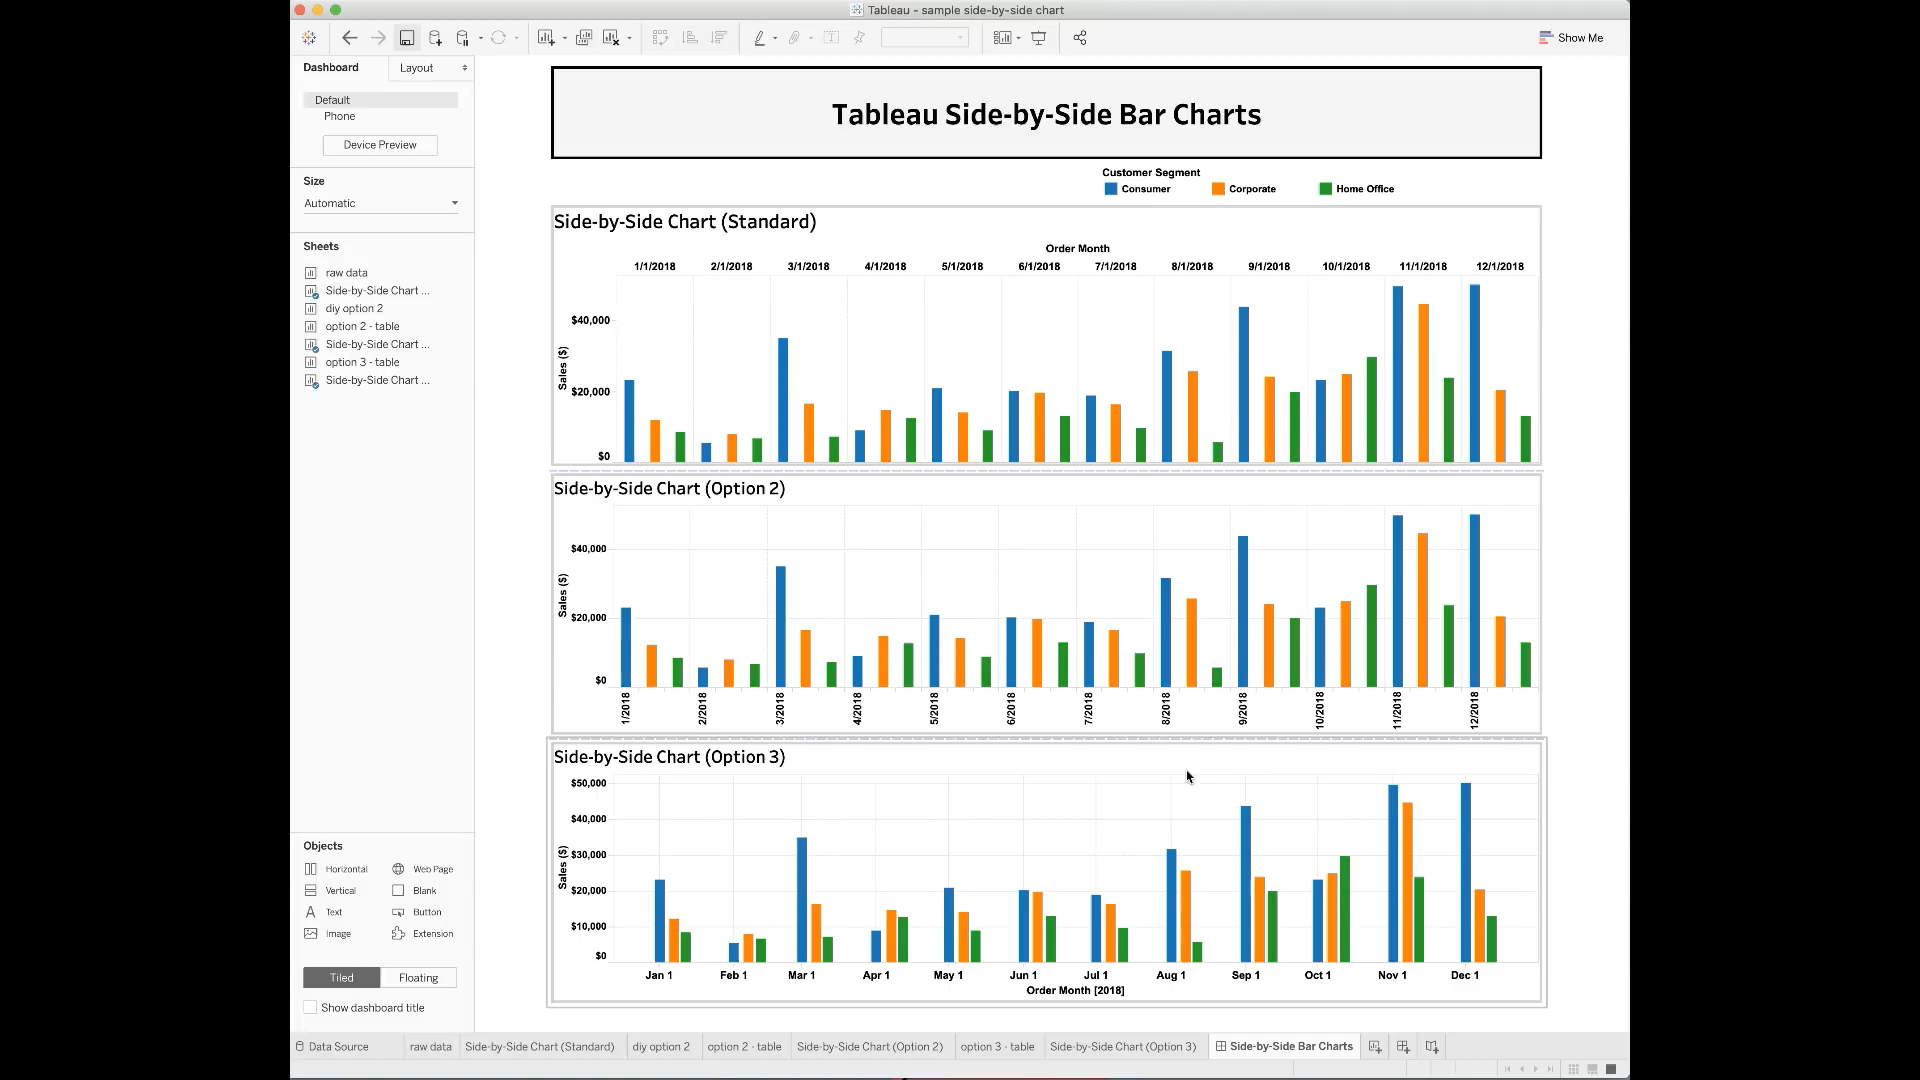 Tableau - sample side-by-side chart
Show Me
Dashboard
Layout
Default
Phone
Device Preview
Size
Automatic
Sheets
raw data
Side-by-Side Chart ...
diy option 2
option 2 - table
Side-by-Side Chart ...
option 3 - table
Side-by-Side Chart ...
Objects
Horizontal
Web Page
Vertical
Blank
Text
Button
Image
Extension
Tiled
Floating
Show dashboard title
Tableau Side-by-Side Bar Charts
Customer Segment
Consumer
Corporate
Home Office
Side-by-Side Chart (Standard)
Order Month
1/1/2018
2/1/2018
3/1/2018
4/1/2018
5/1/2018
6/1/2018
7/1/2018
8/1/2018
9/1/2018
10/1/2018
11/1/2018
12/1/2018
$40,000
$20,000
$0
Sales ($)
Side-by-Side Chart (Option 2)
$40,000
$20,000
$0
Sales ($)
1/2018
2/2018
3/2018
4/2018
5/2018
6/2018
7/2018
8/2018
9/2018
10/2018
11/2018
12/2018
Side-by-Side Chart (Option 3)
$50,000
$40,000
$30,000
$20,000
$10,000
$0
Sales ($)
Jan 1
Feb 1
Mar 1
Apr 1
May 1
Jun 1
Jul 1
Aug 1
Sep 1
Oct 1
Nov 1
Dec 1
Order Month [2018]
Data Source
raw data
Side-by-Side Chart (Standard)
diy option 2
option 2 - table
Side-by-Side Chart (Option 2)
option 3 - table
Side-by-Side Chart (Option 3)
Side-by-Side Bar Charts